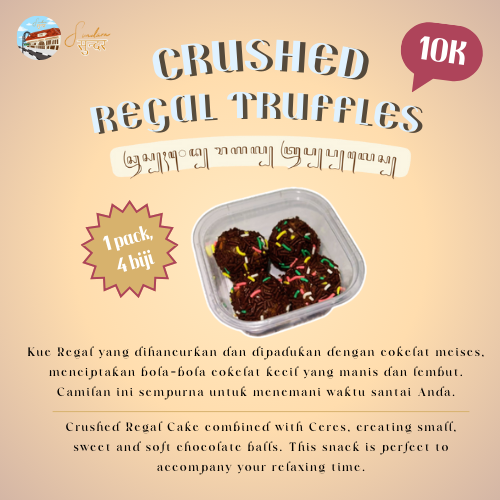 Sundara
सुन्दर
10K
CRUSHED
REGAL TRUFFLES
1 pack,
4 biji
Kue Regal yang dihancurkan dan dipadukan dengan cokelat meises,
menciptakan bola-bola cokelat kecil yang manis dan lembut.
Camilan ini sempurna untuk menemani waktu santai Anda.
Crushed Regal Cake combined with Ceres, creating small,
sweet and soft chocolate balls. This snack is perfect to
accompany your relaxing time.